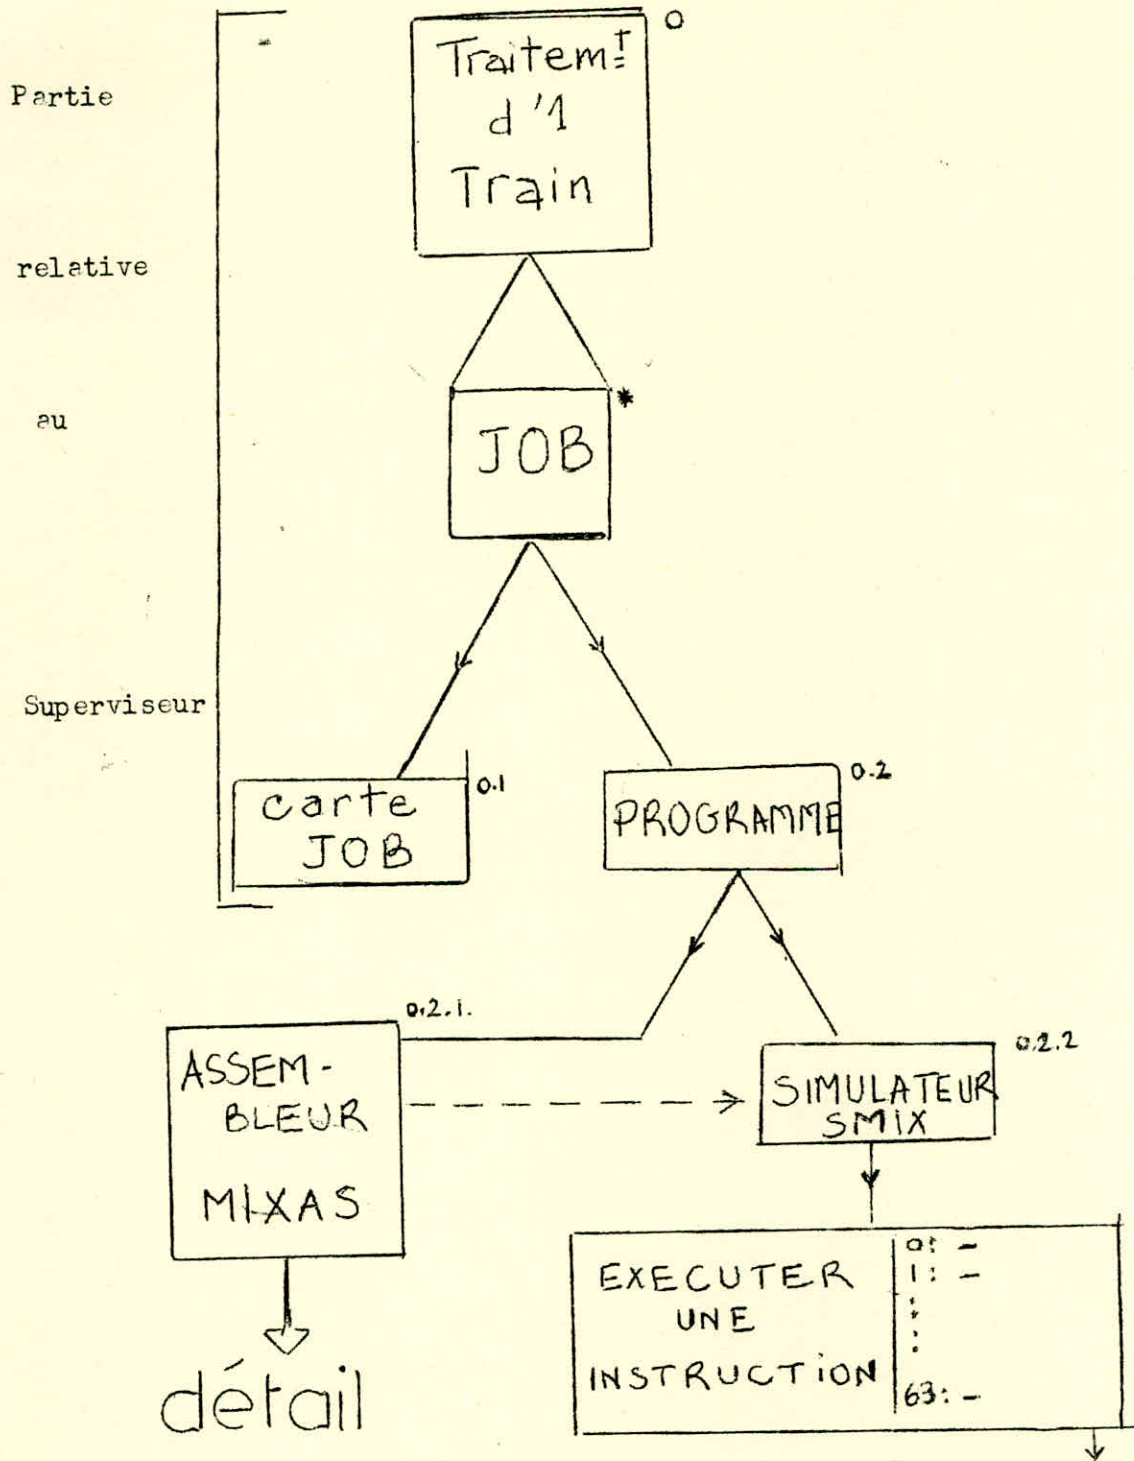 Partie
relative
au
Superviseur
Traitemt
d'1
Train
0
JOB
*
carte
JOB
0.1
PROGRAMME
0.2
ASSEM-
BLEUR
MIXAS
0.2.1.
SIMULATEUR
SMIX
0.2.2
détail
EXECUTER
UNE
INSTRUCTION
0: -
1: -
63: -